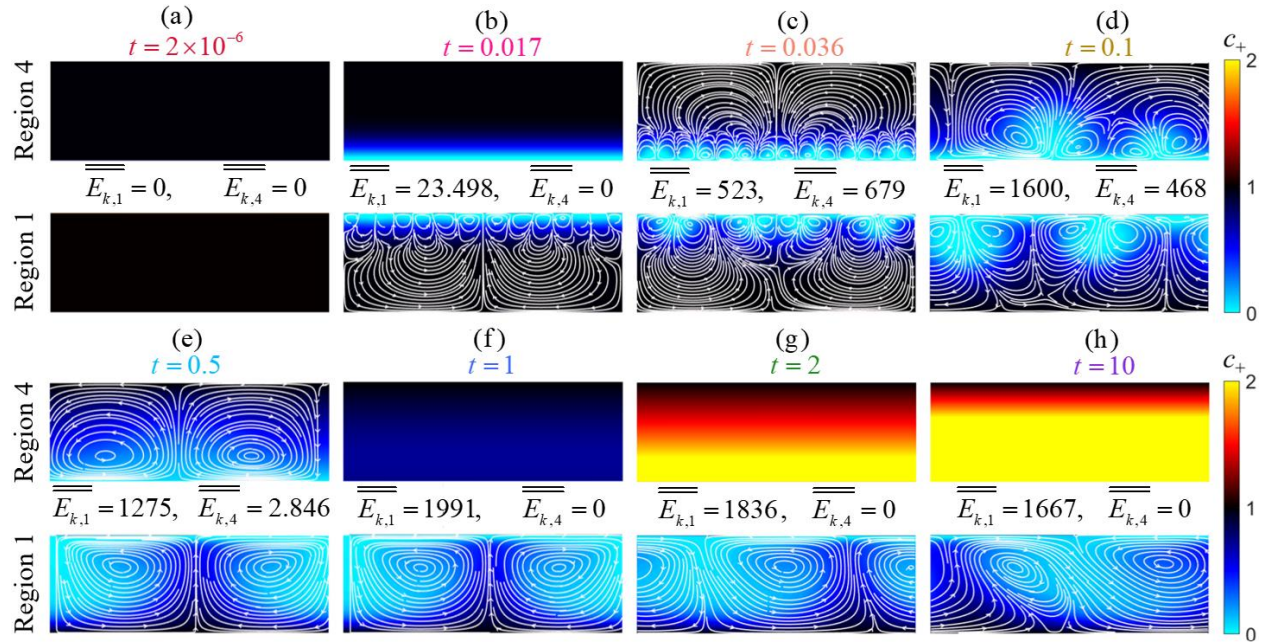 (a) (b) (c) (d)
t = 2×10⁻⁶ t = 0.017 t = 0.036 t = 0.1 c₊
Region 4 2
E̿ₖ,₁ = 0, E̿ₖ,₄ = 0 E̿ₖ,₁ = 23.498, E̿ₖ,₄ = 0 E̿ₖ,₁ = 523, E̿ₖ,₄ = 679 E̿ₖ,₁ = 1600, E̿ₖ,₄ = 468 1
Region 1 0
(e) (f) (g) (h)
t = 0.5 t = 1 t = 2 t = 10 c₊
Region 4 2
E̿ₖ,₁ = 1275, E̿ₖ,₄ = 2.846 E̿ₖ,₁ = 1991, E̿ₖ,₄ = 0 E̿ₖ,₁ = 1836, E̿ₖ,₄ = 0 E̿ₖ,₁ = 1667, E̿ₖ,₄ = 0 1
Region 1 0